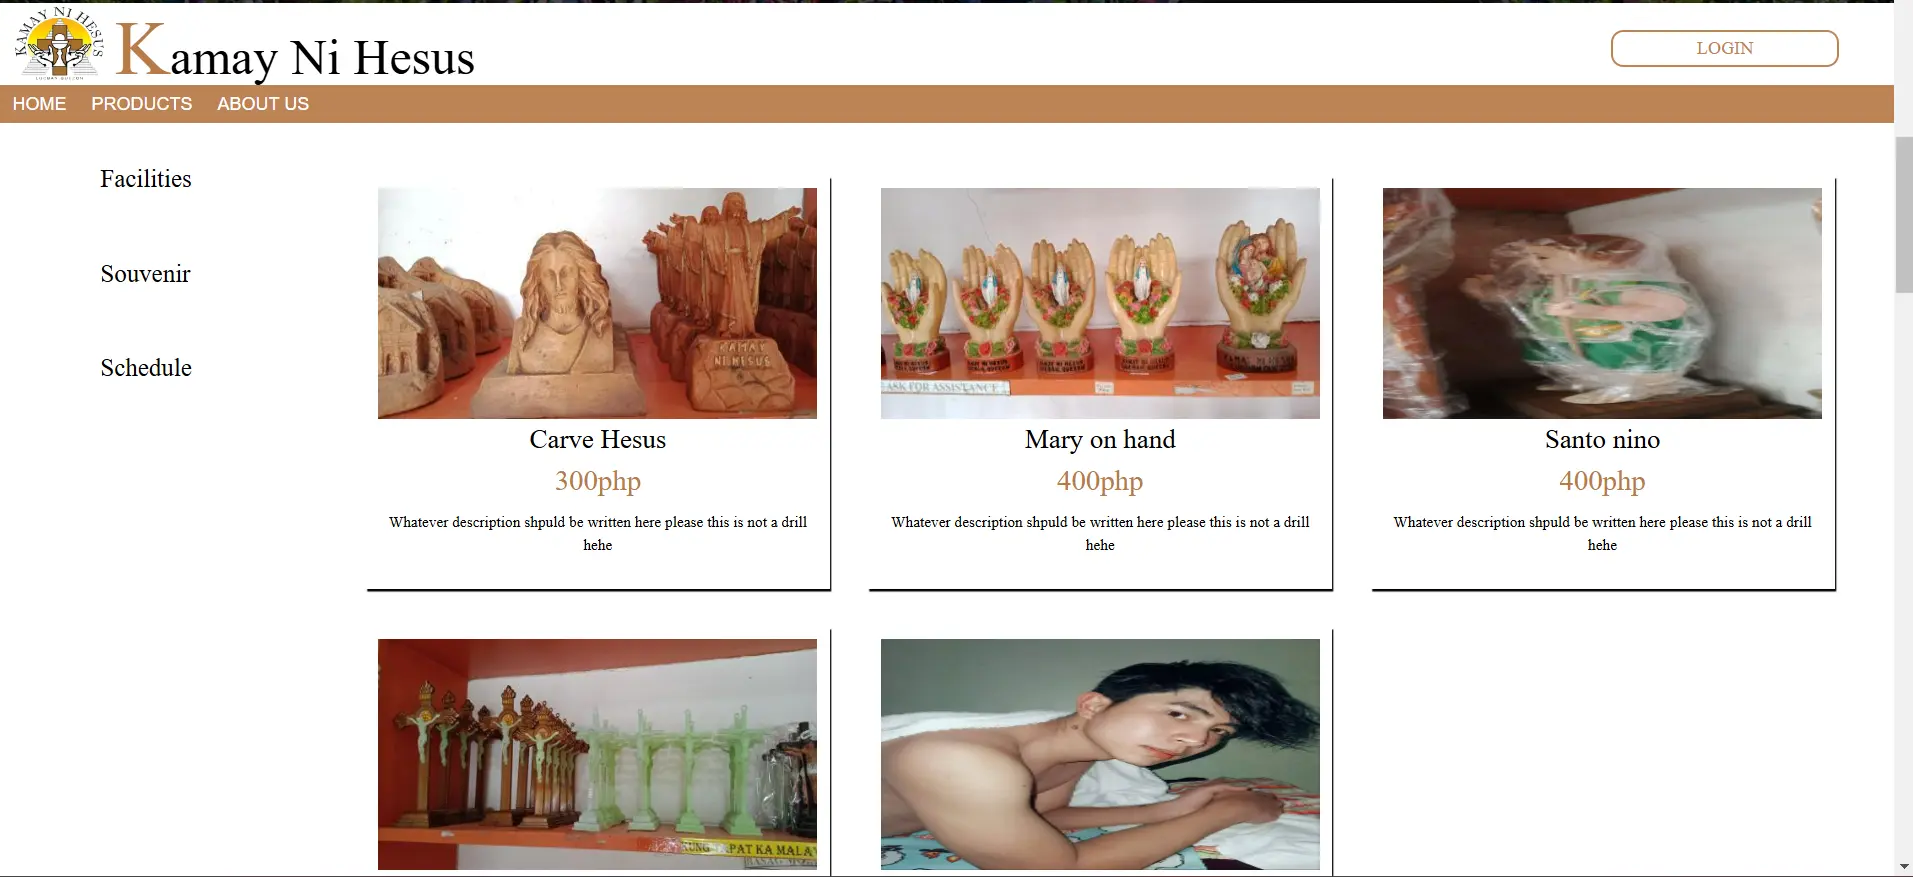 KAMAY NI HESUS
Kamay Ni Hesus
LOGIN
HOME PRODUCTS ABOUT US
Facilities
Souvenir
Schedule
KAMAY
NI HESUS
ASK FOR ASSISTANCE
Carve Hesus
300php
Whatever description shpuld be written here please this is not a drill
hehe
Mary on hand
400php
Whatever description shpuld be written here please this is not a drill
hehe
Santo nino
400php
Whatever description shpuld be written here please this is not a drill
hehe